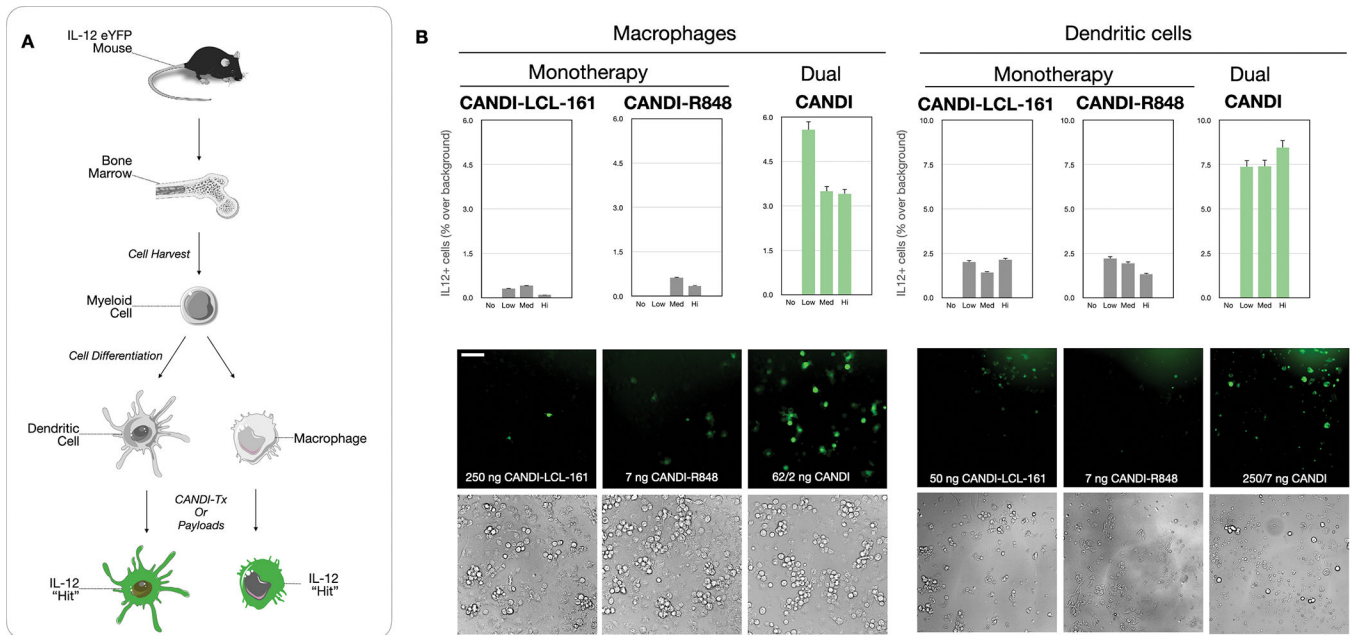 A
IL-12 eYFP
Mouse
Bone
Marrow
Cell Harvest
Myeloid
Cell
Cell Differentiation
Dendritic
Cell
Macrophage
CANDI-Tx
Or
Payloads
IL-12
“Hit”
IL-12
“Hit”
B
Macrophages
Monotherapy
Dual
CANDI-LCL-161
CANDI-R848
CANDI
IL12+ cells (% over background)
6.0
4.5
3.0
1.5
0.0
No Low Med Hi
6.0
4.5
3.0
1.5
0.0
No Low Med Hi
6.0
4.5
3.0
1.5
0.0
No Low Med Hi
250 ng CANDI-LCL-161
7 ng CANDI-R848
62/2 ng CANDI
Dendritic cells
Monotherapy
Dual
CANDI-LCL-161
CANDI-R848
CANDI
IL12+ cells (% over background)
10.0
7.5
5.0
2.5
0.0
No Low Med Hi
10.0
7.5
5.0
2.5
0.0
No Low Med Hi
10.0
7.5
5.0
2.5
0.0
No Low Med Hi
50 ng CANDI-LCL-161
7 ng CANDI-R848
250/7 ng CANDI